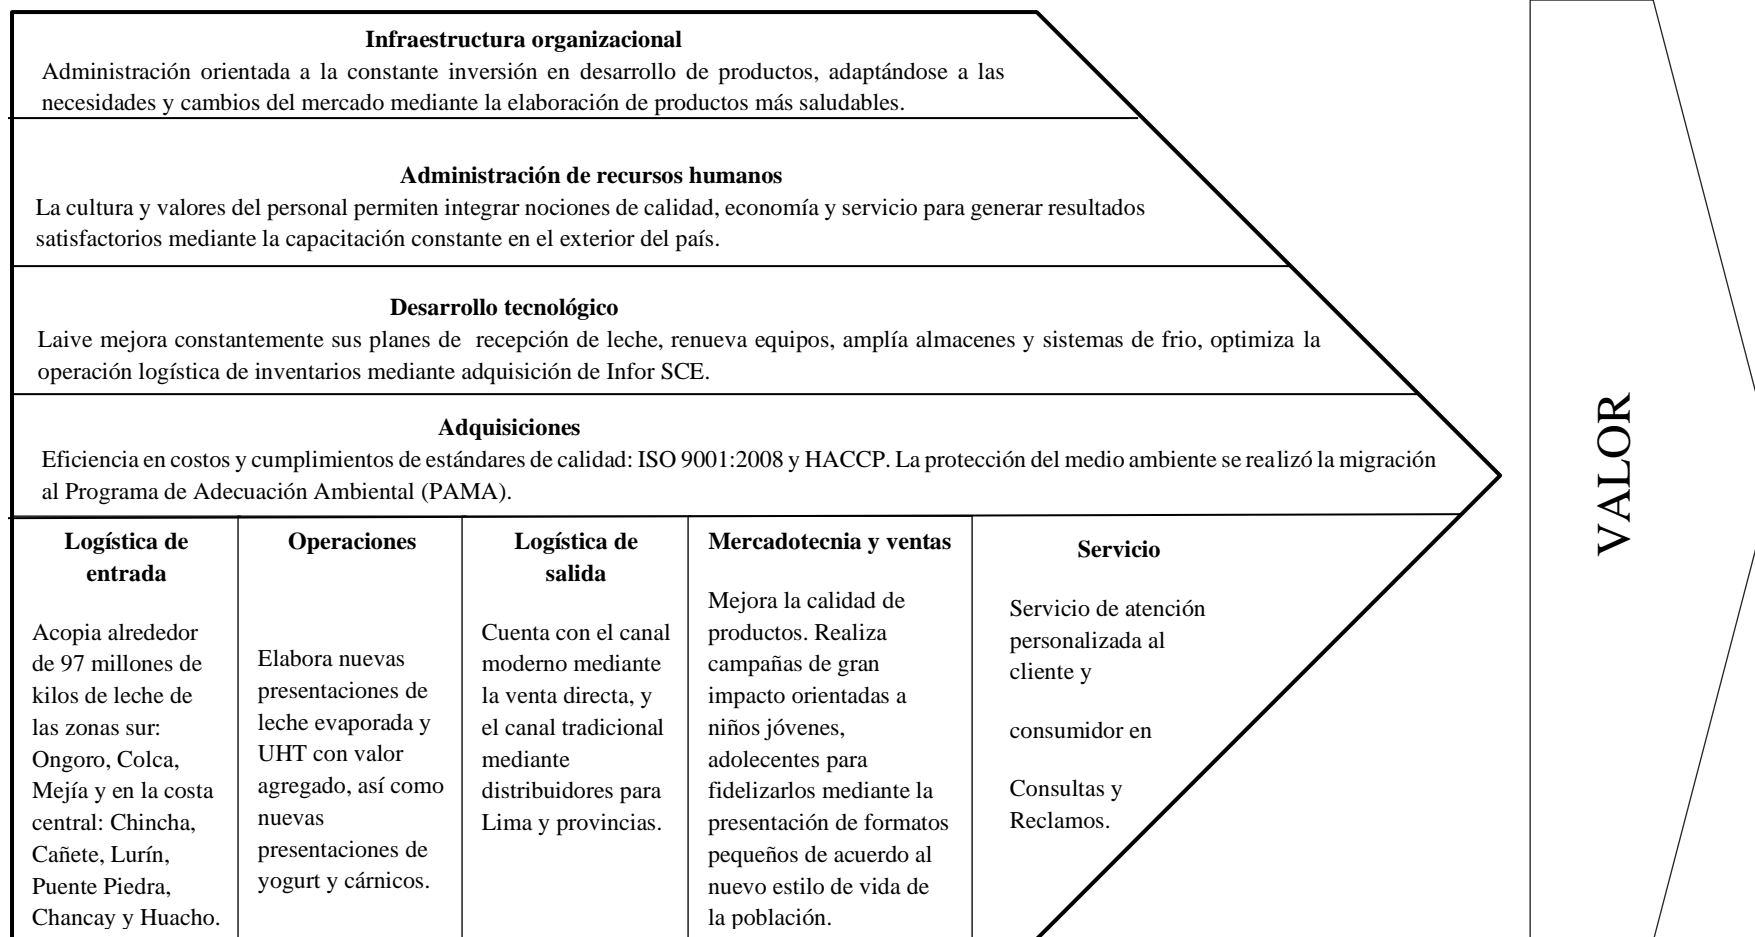 Infraestructura organizacional
Administración orientada a la constante inversión en desarrollo de productos, adaptándose a las
necesidades y cambios del mercado mediante la elaboración de productos más saludables.
Administración de recursos humanos
La cultura y valores del personal permiten integrar nociones de calidad, economía y servicio para generar resultados
satisfactorios mediante la capacitación constante en el exterior del país.
Desarrollo tecnológico
Laive mejora constantemente sus planes de recepción de leche, renueva equipos, amplía almacenes y sistemas de frio, optimiza la
operación logística de inventarios mediante adquisición de Infor SCE.
Adquisiciones
Eficiencia en costos y cumplimientos de estándares de calidad: ISO 9001:2008 y HACCP. La protección del medio ambiente se realizó la migración
al Programa de Adecuación Ambiental (PAMA).
Logística de
entrada
Acopia alrededor
de 97 millones de
kilos de leche de
las zonas sur:
Ongoro, Colca,
Mejía y en la costa
central: Chincha,
Cañete, Lurín,
Puente Piedra,
Chancay y Huacho.
Operaciones
Elabora nuevas
presentaciones de
leche evaporada y
UHT con valor
agregado, así como
nuevas
presentaciones de
yogurt y cárnicos.
Logística de
salida
Cuenta con el canal
moderno mediante
la venta directa, y
el canal tradicional
mediante
distribuidores para
Lima y provincias.
Mercadotecnia y ventas
Mejora la calidad de
productos. Realiza
campañas de gran
impacto orientadas a
niños jóvenes,
adolecentes para
fidelizarlos mediante la
presentación de formatos
pequeños de acuerdo al
nuevo estilo de vida de
la población.
Servicio
Servicio de atención
personalizada al
cliente y
consumidor en
Consultas y
Reclamos.
VALOR